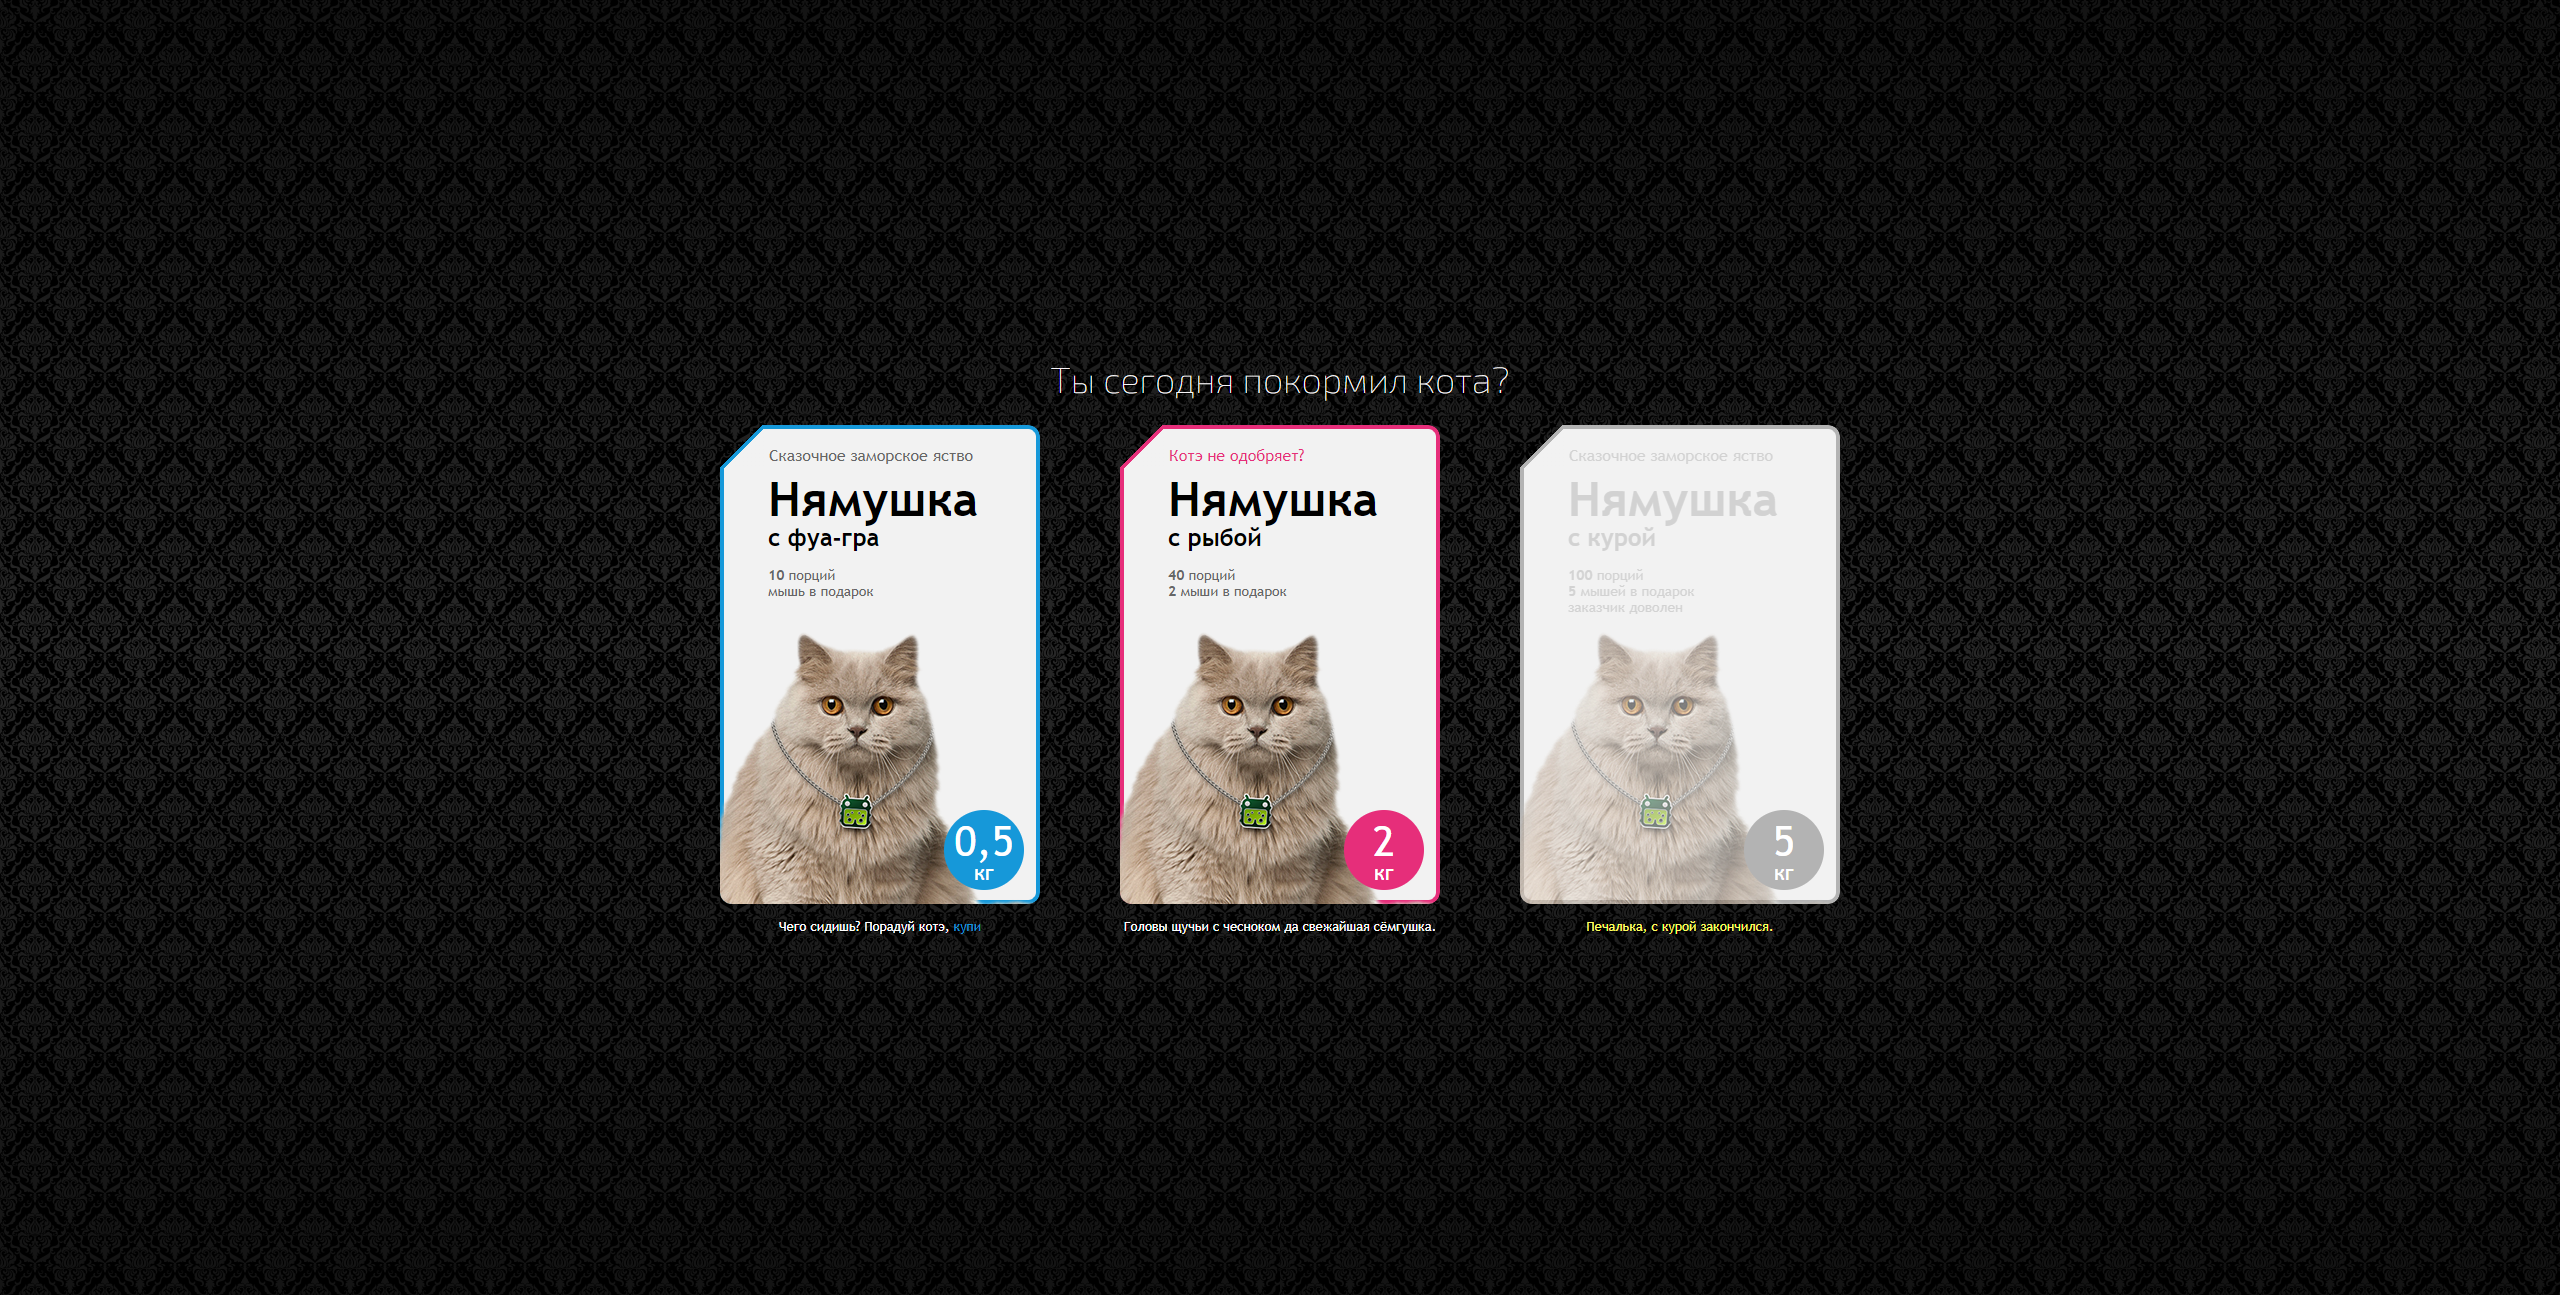 Ты сегодня покормил кота?
Сказочное заморское яство
Нямушка
с фуа-гра
10 порций
мышь в подарок
0,5
кг
Чего сидишь? Порадуй котэ, купи
Котэ не одобряет?
Нямушка
с рыбой
40 порций
2 мыши в подарок
2
кг
Головы щучьи с чесноком да свежайшая сёмгушка.
Сказочное заморское яство
Нямушка
с курой
100 порций
5 мышей в подарок
заказчик доволен
5
кг
Печалька, с курой закончился.